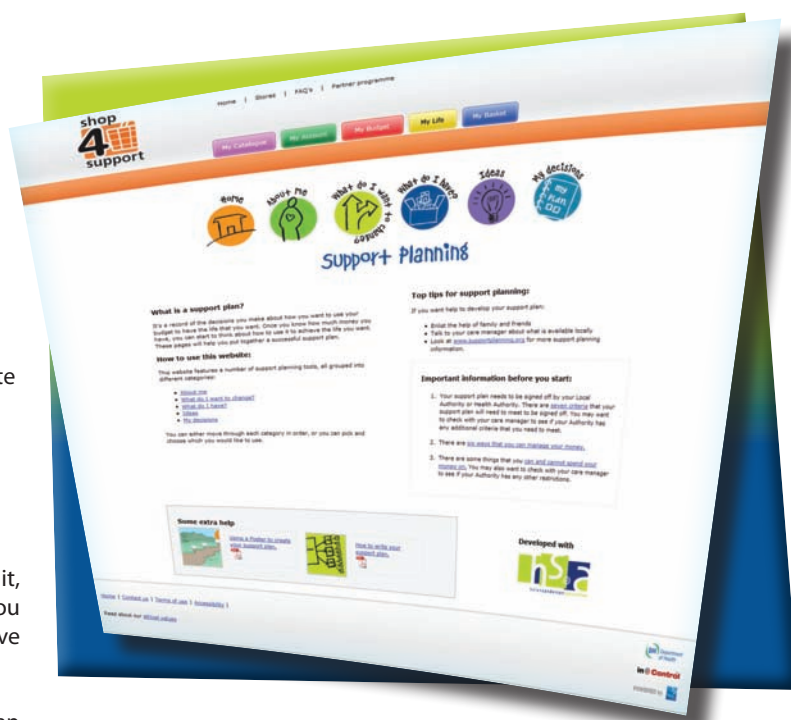 shop
4
support
Home | Stores | FAQ's | Partner programme
My Catalogue
My Account
My Budget
My Life
My Basket
Home
About me
What do I want to change?
What do I have?
Ideas
My decisions
my PLAN
Support Planning
What is a support plan?
It's a record of the decisions you make about how you want to use your
budget to have the life that you want. Once you know how much money you
have, you can start to think about how to use it to achieve the life you want.
These pages will help you put together a successful support plan.
How to use this website:
This website features a number of support planning tools, all grouped into
different categories:
• About me
• What do I want to change?
• What do I have?
• Ideas
• My decisions
You can either move through each category in order, or you can pick and
choose which you would like to use.
Top tips for support planning:
If you want help to develop your support plan:
• Enlist the help of family and friends
• Talk to your care manager about what is available locally
• Look at www.supportplanning.org for more support planning
information.
Important information before you start:
1. Your support plan needs to be signed off by your Local
Authority or Health Authority. There are seven criteria that your
support plan will need to meet to be signed off. You may want
to check with your care manager to see if your Authority has
any additional criteria that you need to meet.
2. There are six ways that you can manage your money.
3. There are some things that you can and cannot spend your
money on. You may also want to check with your care manager
to see if your Authority has any other restrictions.
Some extra help
Using a Planner to create
your support plan.
How to write your
support plan.
Developed with
hsa
Home | Contact us | Terms of use | Accessibility |
Read about our ethical values
DH Department
of Health
in Control
powered by
te
it,
ou
ve
en